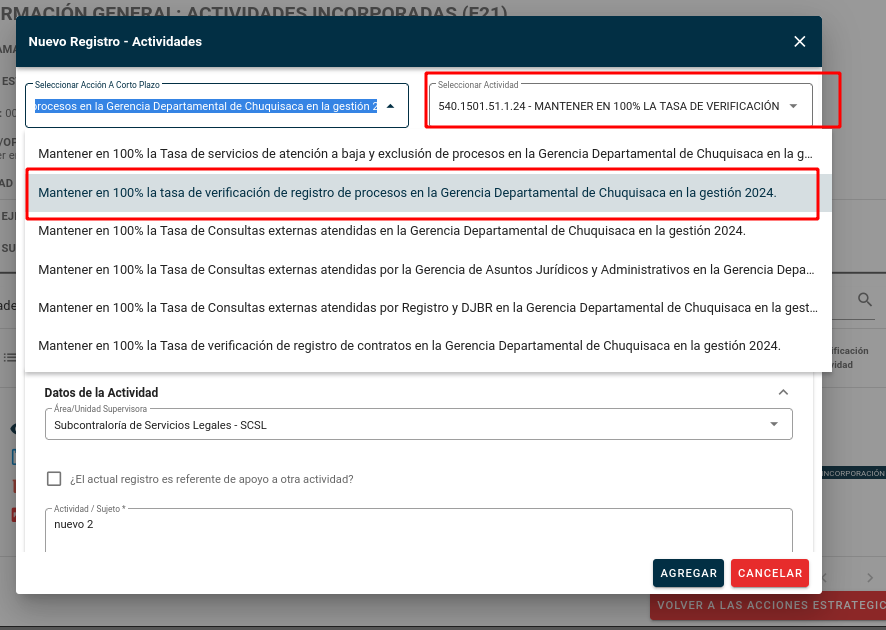 RMACIÓN GENERAL: ACTIVIDADES INCORPORADAS (F21)
Nuevo Registro - Actividades
Seleccionar Acción A Corto Plazo
procesos en la Gerencia Departamental de Chuquisaca en la gestión 2
Seleccionar Actividad
540.1501.51.1.24 - MANTENER EN 100% LA TASA DE VERIFICACIÓN
Mantener en 100% la Tasa de servicios de atención a baja y exclusión de procesos en la Gerencia Departamental de Chuquisaca en la g...
Mantener en 100% la tasa de verificación de registro de procesos en la Gerencia Departamental de Chuquisaca en la gestión 2024.
Mantener en 100% la Tasa de Consultas externas atendidas en la Gerencia Departamental de Chuquisaca en la gestión 2024.
Mantener en 100% la Tasa de Consultas externas atendidas por la Gerencia de Asuntos Jurídicos y Administrativos en la Gerencia Depa...
Mantener en 100% la Tasa de Consultas externas atendidas por Registro y DJBR en la Gerencia Departamental de Chuquisaca en la gest...
Mantener en 100% la Tasa de verificación de registro de contratos en la Gerencia Departamental de Chuquisaca en la gestión 2024.
ificación
vidad
Datos de la Actividad
Área/Unidad Supervisora
Subcontraloría de Servicios Legales - SCSL
INCORPORACIÓN
¿El actual registro es referente de apoyo a otra actividad?
Actividad / Sujeto *
nuevo 2
AGREGAR
CANCELAR
VOLVER A LAS ACCIONES ESTRATEGIC